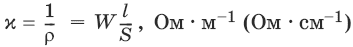 ϰ = 1/ρ = W l/S, Ом · м⁻¹ (Ом · см⁻¹)